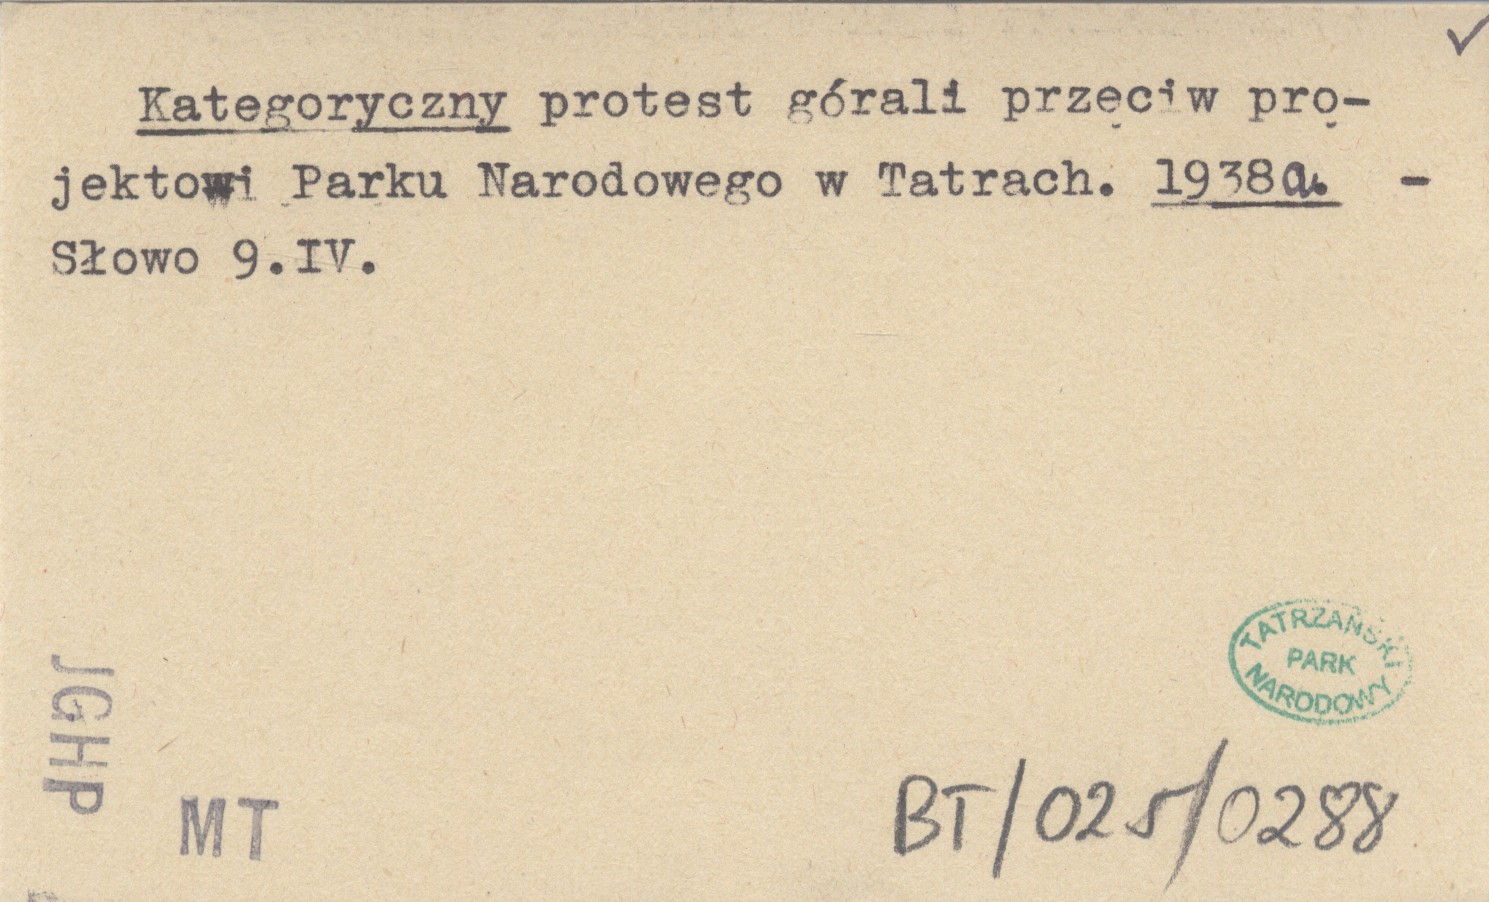 Kategoryczny protest górali przeciw pro-
jektowi Parku Narodowego w Tatrach. 1938a. -
Słowo 9.IV.
TATRZAŃSKI
PARK
NARODOWY
JGHP
MT
BT/025/0288